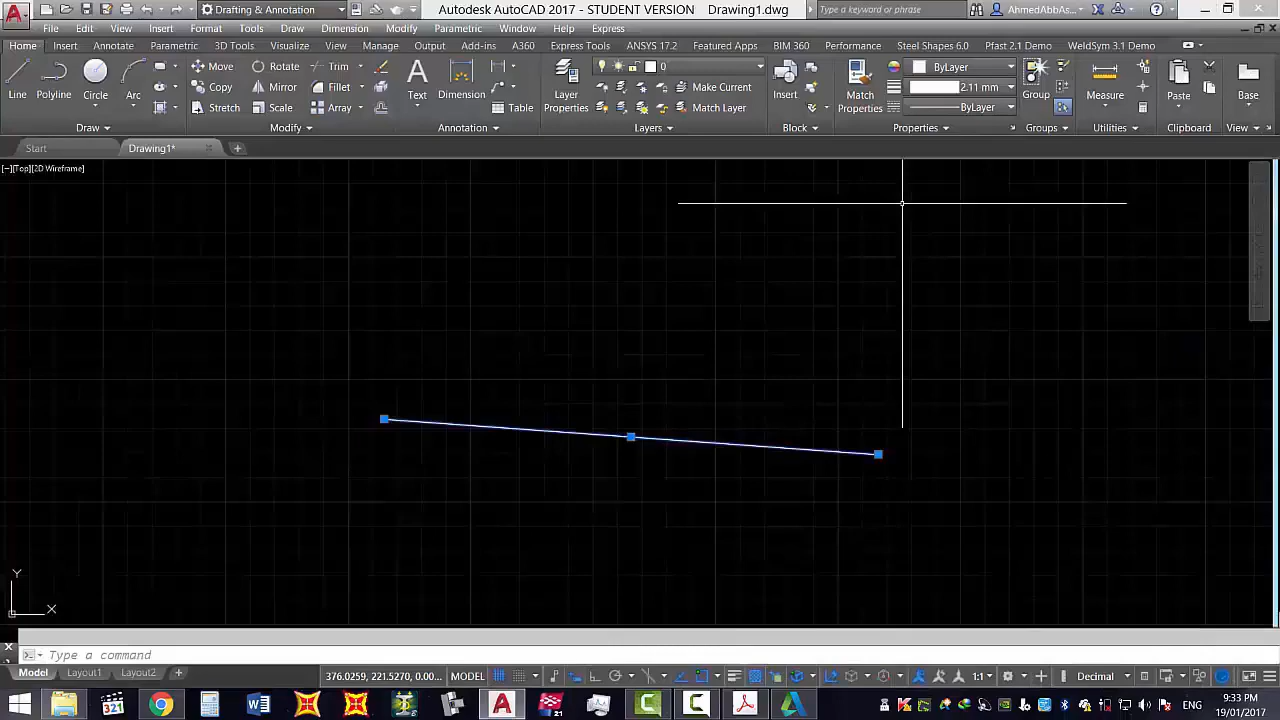 Drafting & Annotation Autodesk AutoCAD 2017 - STUDENT VERSION Drawing1.dwg Type a keyword or phrase AhmedAbbAs...
File Edit View Insert Format Tools Draw Dimension Modify Parametric Window Help Express
Home Insert Annotate Parametric 3D Tools Visualize View Manage Output Add-ins A360 Express Tools ANSYS 17.2 Featured Apps BIM 360 Performance Steel Shapes 6.0 Ptast 2.1 Demo WeldSym 3.1 Demo
Move Rotate Trim 0 ByLayer
Copy Mirror Fillet Make Current 2.11 mm
Line Polyline Circle Arc Text Dimension Layer Properties Insert Match Properties Group Measure Paste Base
Stretch Scale Array Table Match Layer ByLayer
Draw Modify Annotation Layers Block Properties Groups Utilities Clipboard View
Start Drawing1*
[−][Top][2D Wireframe]
Y
X
Type a command
Model Layout1 Layout2 376.0259, 221.5270, 0.00... MODEL 1:1 Decimal
321 21 ENG 9:33 PM
19/01/2017